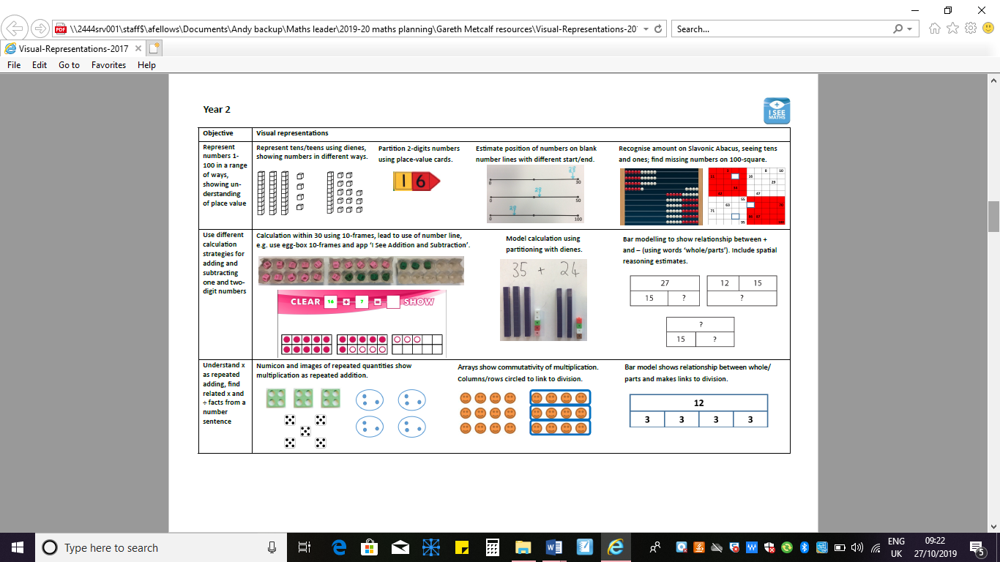 \\2444srv001\staff$\afellows\Documents\Andy backup\Maths leader\2019-20 maths planning\Gareth Metcalf resources\Visual-Representations-20
Search...
Visual-Representations-2017
File Edit Go to Favorites Help
Year 2
I SEE
MATHS
Objective
Visual representations
Represent
numbers 1-
100 in a range
of ways,
showing un-
derstanding
of place value
Represent tens/teens using dienes,
showing numbers in different ways.
Partition 2-digits numbers
using place-value cards.
1 6
Estimate position of numbers on blank
number lines with different start/end.
28
0 30
28
0 50
28
0 100
Recognise amount on Slavonic Abacus, seeing tens
and ones; find missing numbers on 100-square.
8 10
16
29
47
55
63
71
95
Use different
calculation
strategies for
adding and
subtracting
one and two-
digit numbers
Calculation within 30 using 10-frames, lead to use of number line,
e.g. use egg-box 10-frames and app ‘I See Addition and Subtraction’.
CLEAR 16 + 7 = SHOW
Model calculation using
partitioning with dienes.
35 + 24
Bar modelling to show relationship between +
and – (using words ‘whole/parts’). Include spatial
reasoning estimates.
27
15 ?
12 15
?
?
15 ?
Understand x
as repeated
adding, find
related x and
÷ facts from a
number
sentence
Numicon and images of repeated quantities show
multiplication as repeated addition.
Arrays show commutativity of multiplication.
Columns/rows circled to link to division.
Bar model shows relationship between whole/
parts and makes links to division.
12
3 3 3 3
Type here to search
ENG
UK
09:22
27/10/2019
5